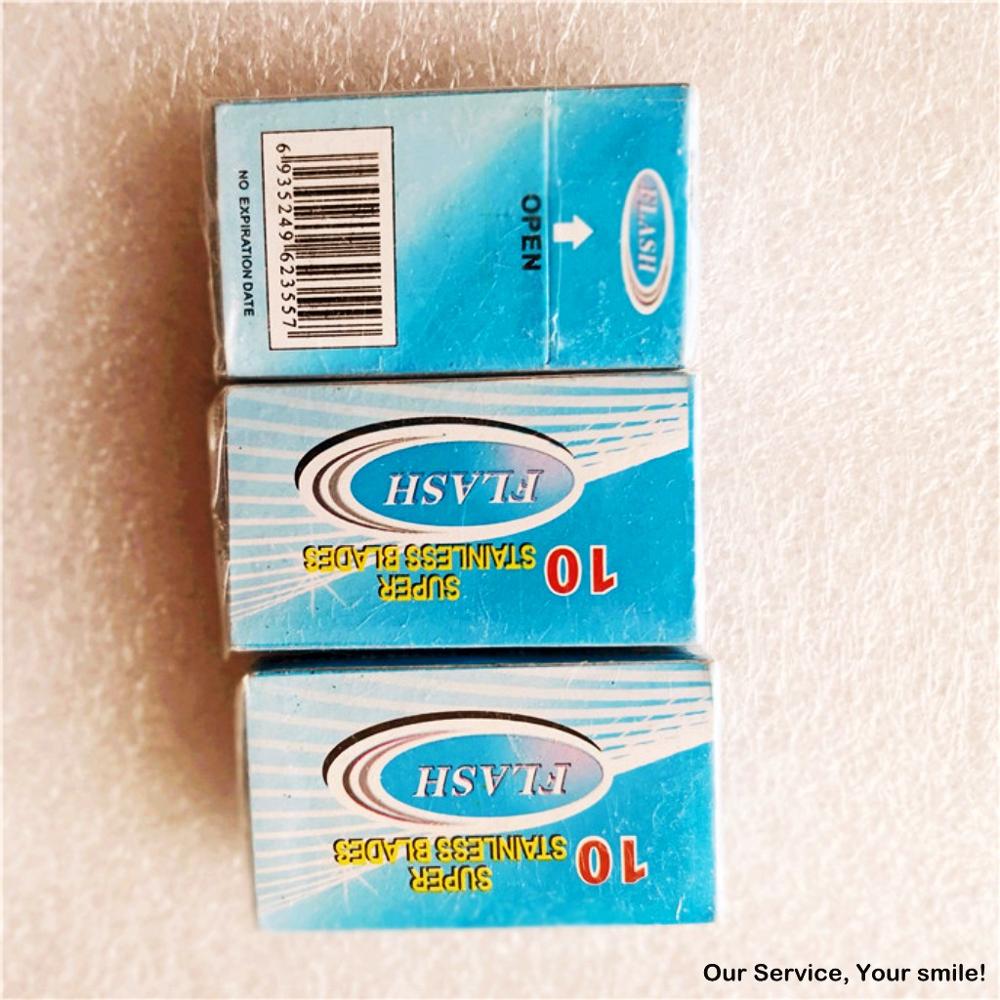 FLASH
OPEN
6 935249 623557
NO EXPIRATION DATE
FLASH
10 SUPER
STAINLESS BLADES
FLASH
10 SUPER
STAINLESS BLADES
Our Service, Your smile!